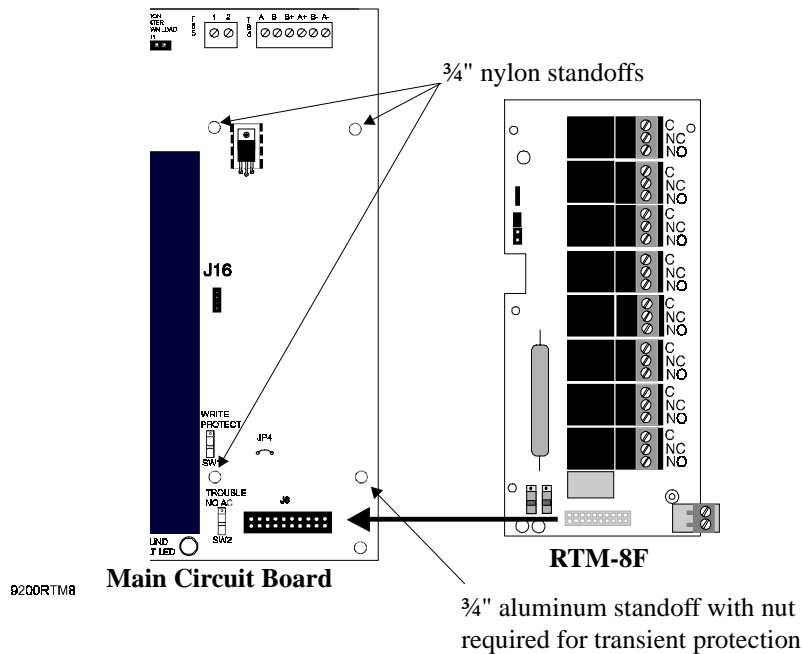 1 2
A B B+ A+ B- A-
¾" nylon standoffs
C
NC
NO
C
NC
NO
C
NC
NO
C
NC
NO
C
NC
NO
C
NC
NO
C
NC
NO
C
NC
NO
J16
WRITE
PROTECT
JP4
TROUBLE
NO AC
J6
SW2
RTM-8F
Main Circuit Board
9200RTM8
¾" aluminum standoff with nut
required for transient protection